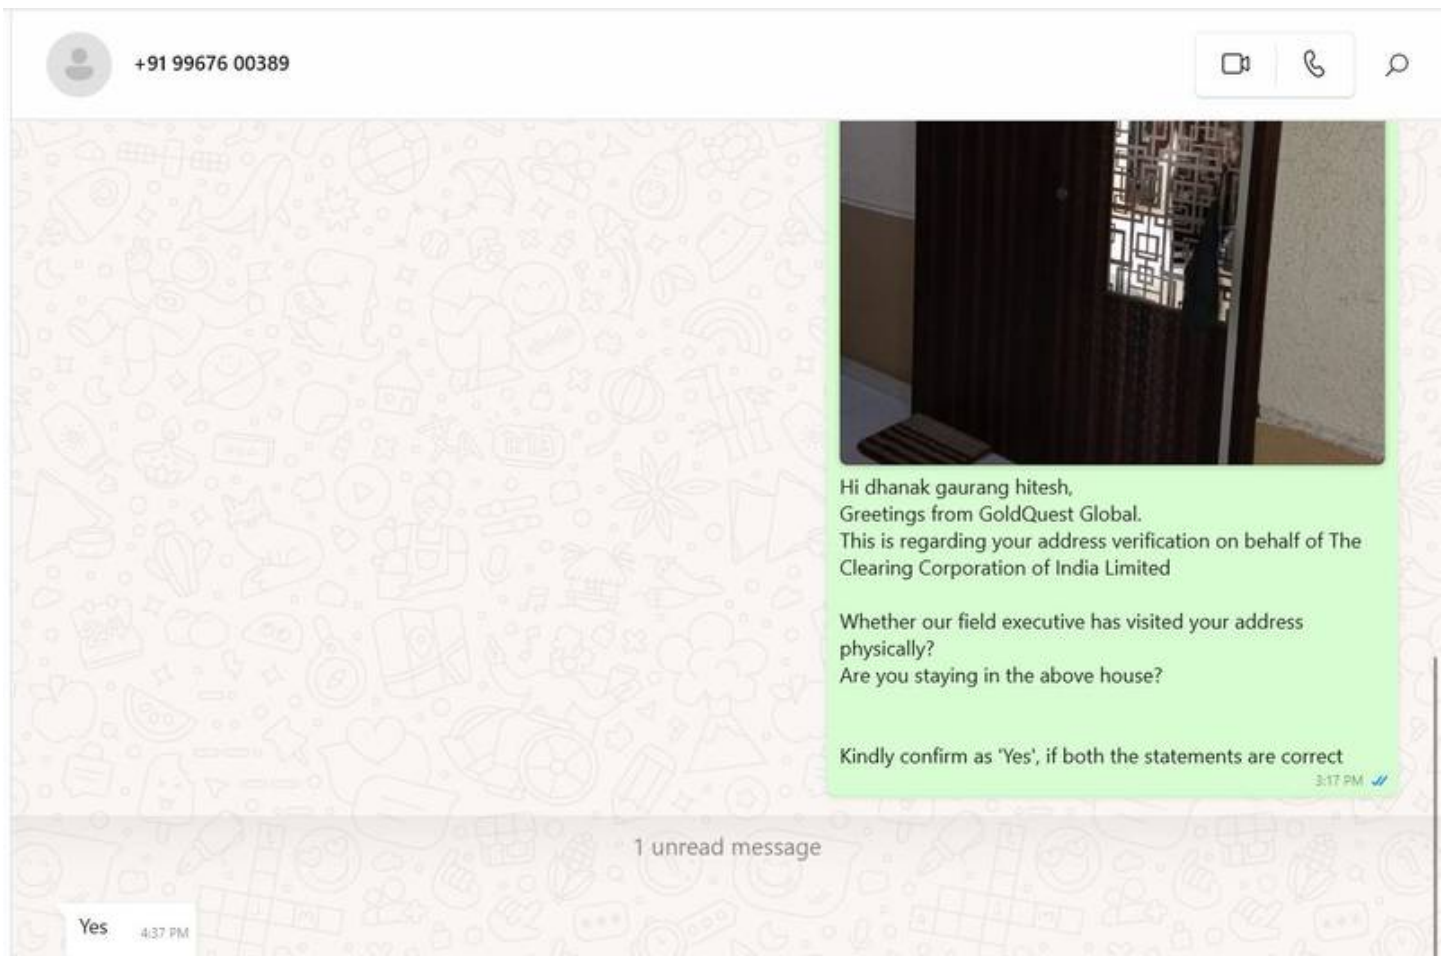 +91 99676 00389
Hi dhanak gaurang hitesh,
Greetings from GoldQuest Global.
This is regarding your address verification on behalf of The
Clearing Corporation of India Limited
Whether our field executive has visited your address
physically?
Are you staying in the above house?
Kindly confirm as 'Yes', if both the statements are correct
3:17 PM
1 unread message
Yes
4:37 PM